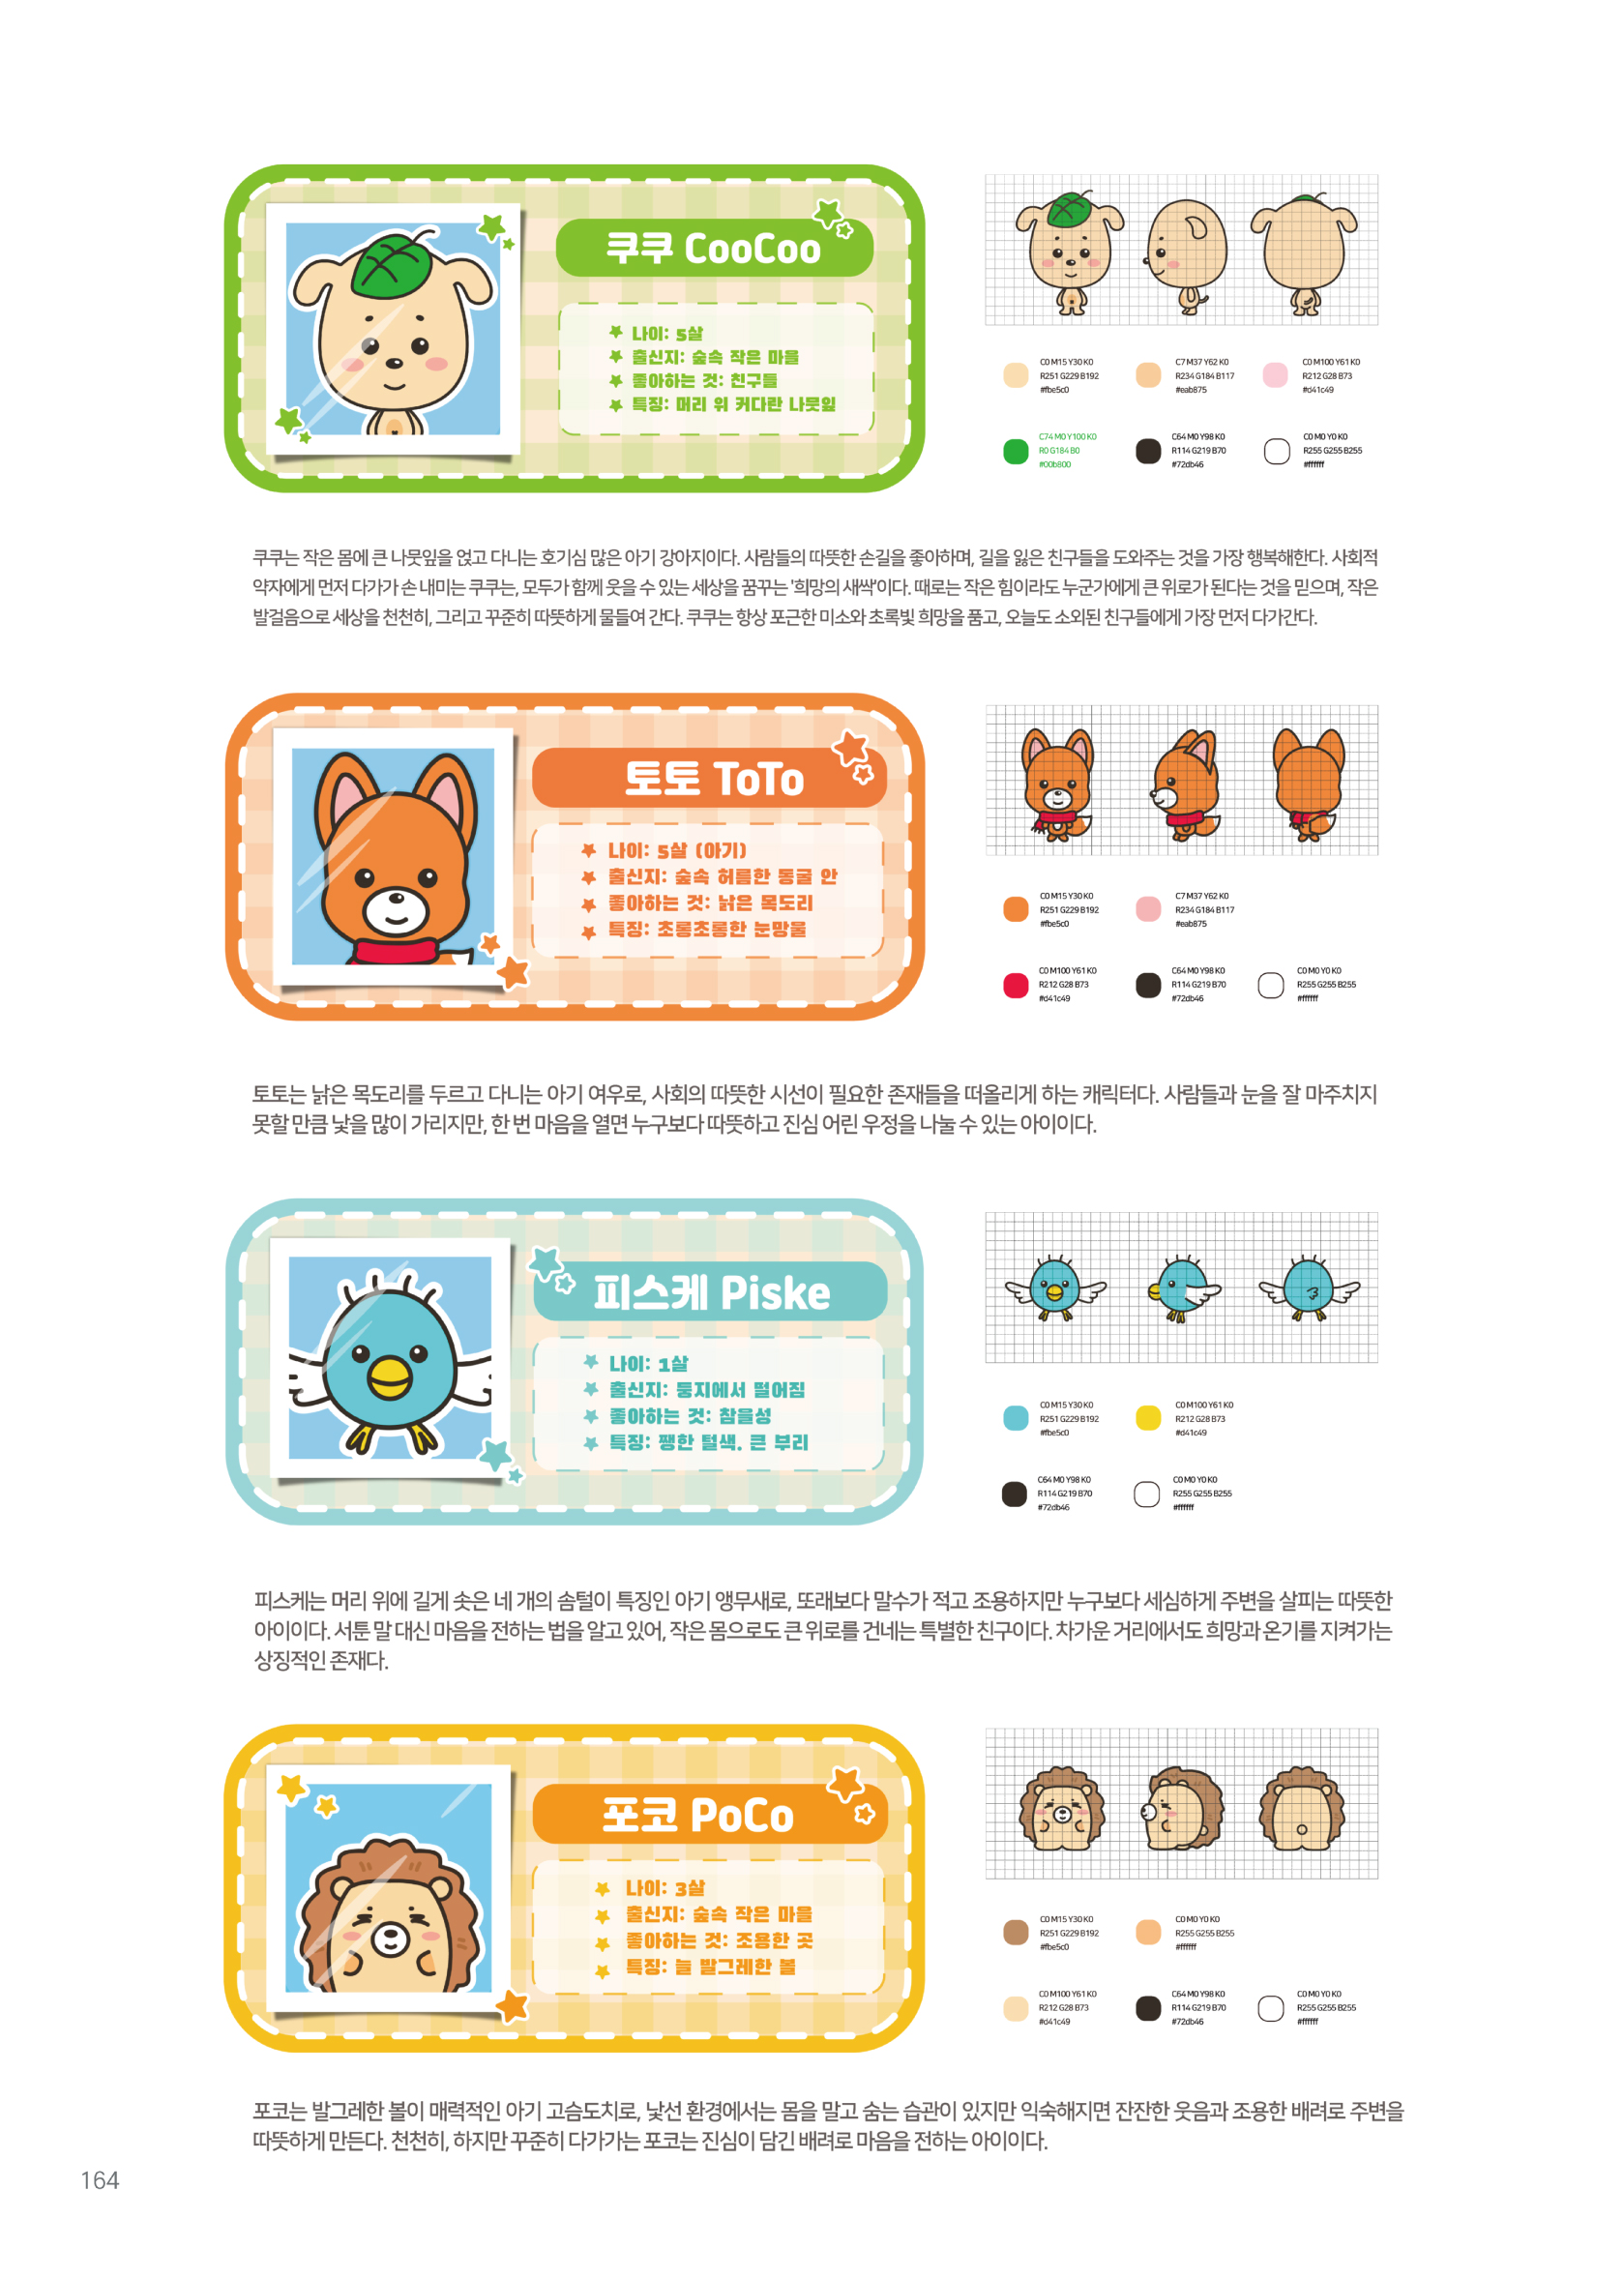 쿠쿠 CooCoo
나이: 5살
출신지: 숲속 작은 마을
좋아하는 것: 친구들
특징: 머리 위 커다란 나뭇잎
C0 M15 Y30 K0
R251 G229 B192
#fbe5c0
C7 M37 Y62 K0
R234 G184 B117
#eab875
C0 M100 Y61 K0
R212 G28 B73
#d41c49
C74 M0 Y100 K0
R0 G184 B0
#00b800
C64 M0 Y98 K0
R114 G219 B70
#72db46
C0 M0 Y0 K0
R255 G255 B255
#ffffff
쿠쿠는 작은 몸에 큰 나뭇잎을 얹고 다니는 호기심 많은 아기 강아지이다. 사람들의 따뜻한 손길을 좋아하며, 길을 잃은 친구들을 도와주는 것을 가장 행복해한다. 사회적
약자에게 먼저 다가가 손 내미는 쿠쿠는, 모두가 함께 웃을 수 있는 세상을 꿈꾸는 '희망의 새싹'이다. 때로는 작은 힘이라도 누군가에게 큰 위로가 된다는 것을 믿으며, 작은
발걸음으로 세상을 천천히, 그리고 꾸준히 따뜻하게 물들여 간다. 쿠쿠는 항상 포근한 미소와 초록빛 희망을 품고, 오늘도 소외된 친구들에게 가장 먼저 다가간다.
토토 ToTo
나이: 5살 (아기)
출신지: 숲속 허름한 동굴 안
좋아하는 것: 낡은 목도리
특징: 초롱초롱한 눈망울
C0 M15 Y30 K0
R251 G229 B192
#fbe5c0
C7 M37 Y62 K0
R234 G184 B117
#eab875
C0 M100 Y61 K0
R212 G28 B73
#d41c49
C64 M0 Y98 K0
R114 G219 B70
#72db46
C0 M0 Y0 K0
R255 G255 B255
#ffffff
토토는 낡은 목도리를 두르고 다니는 아기 여우로, 사회의 따뜻한 시선이 필요한 존재들을 떠올리게 하는 캐릭터다. 사람들과 눈을 잘 마주치지
못할 만큼 낯을 많이 가리지만, 한 번 마음을 열면 누구보다 따뜻하고 진심 어린 우정을 나눌 수 있는 아이이다.
피스케 Piske
나이: 1살
출신지: 둥지에서 떨어짐
좋아하는 것: 참을성
특징: 쨍한 털색, 큰 부리
C0 M15 Y30 K0
R251 G229 B192
#fbe5c0
C0 M100 Y61 K0
R212 G28 B73
#d41c49
C64 M0 Y98 K0
R114 G219 B70
#72db46
C0 M0 Y0 K0
R255 G255 B255
#ffffff
피스케는 머리 위에 길게 솟은 네 개의 솜털이 특징인 아기 앵무새로, 또래보다 말수가 적고 조용하지만 누구보다 세심하게 주변을 살피는 따뜻한
아이이다. 서툰 말 대신 마음을 전하는 법을 알고 있어, 작은 몸으로도 큰 위로를 건네는 특별한 친구이다. 차가운 거리에서도 희망과 온기를 지켜가는
상징적인 존재다.
포코 PoCo
나이: 3살
출신지: 숲속 작은 마을
좋아하는 것: 조용한 곳
특징: 늘 발그레한 볼
C0 M15 Y30 K0
R251 G229 B192
#fbe5c0
C0 M0 Y0 K0
R255 G255 B255
#ffffff
C0 M100 Y61 K0
R212 G28 B73
#d41c49
C64 M0 Y98 K0
R114 G219 B70
#72db46
C0 M0 Y0 K0
R255 G255 B255
#ffffff
포코는 발그레한 볼이 매력적인 아기 고슴도치로, 낯선 환경에서는 몸을 말고 숨는 습관이 있지만 익숙해지면 잔잔한 웃음과 조용한 배려로 주변을
따뜻하게 만든다. 천천히, 하지만 꾸준히 다가가는 포코는 진심이 담긴 배려로 마음을 전하는 아이이다.
164